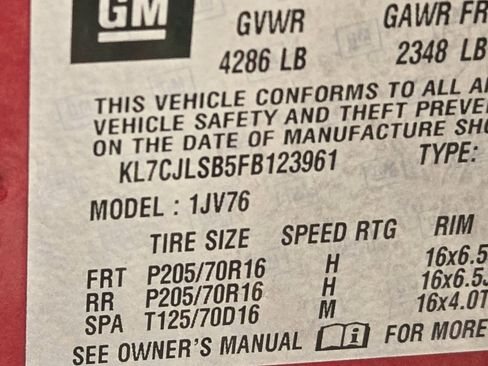 GM
GVWR GAWR FR
4286 LB 2348 LB
THIS VEHICLE CONFORMS TO ALL
VEHICLE SAFETY AND THEFT PREVE
ON THE DATE OF MANUFACTURE SH
KL7CJLSB5FB123961 TYPE:
MODEL : 1JV76
TIRE SIZE SPEED RTG RIM
FRT P205/70R16 H 16x6.5
RR P205/70R16 H 16x6.5J
SPA T125/70D16 M 16x4.0T
SEE OWNER'S MANUAL i FOR MORE